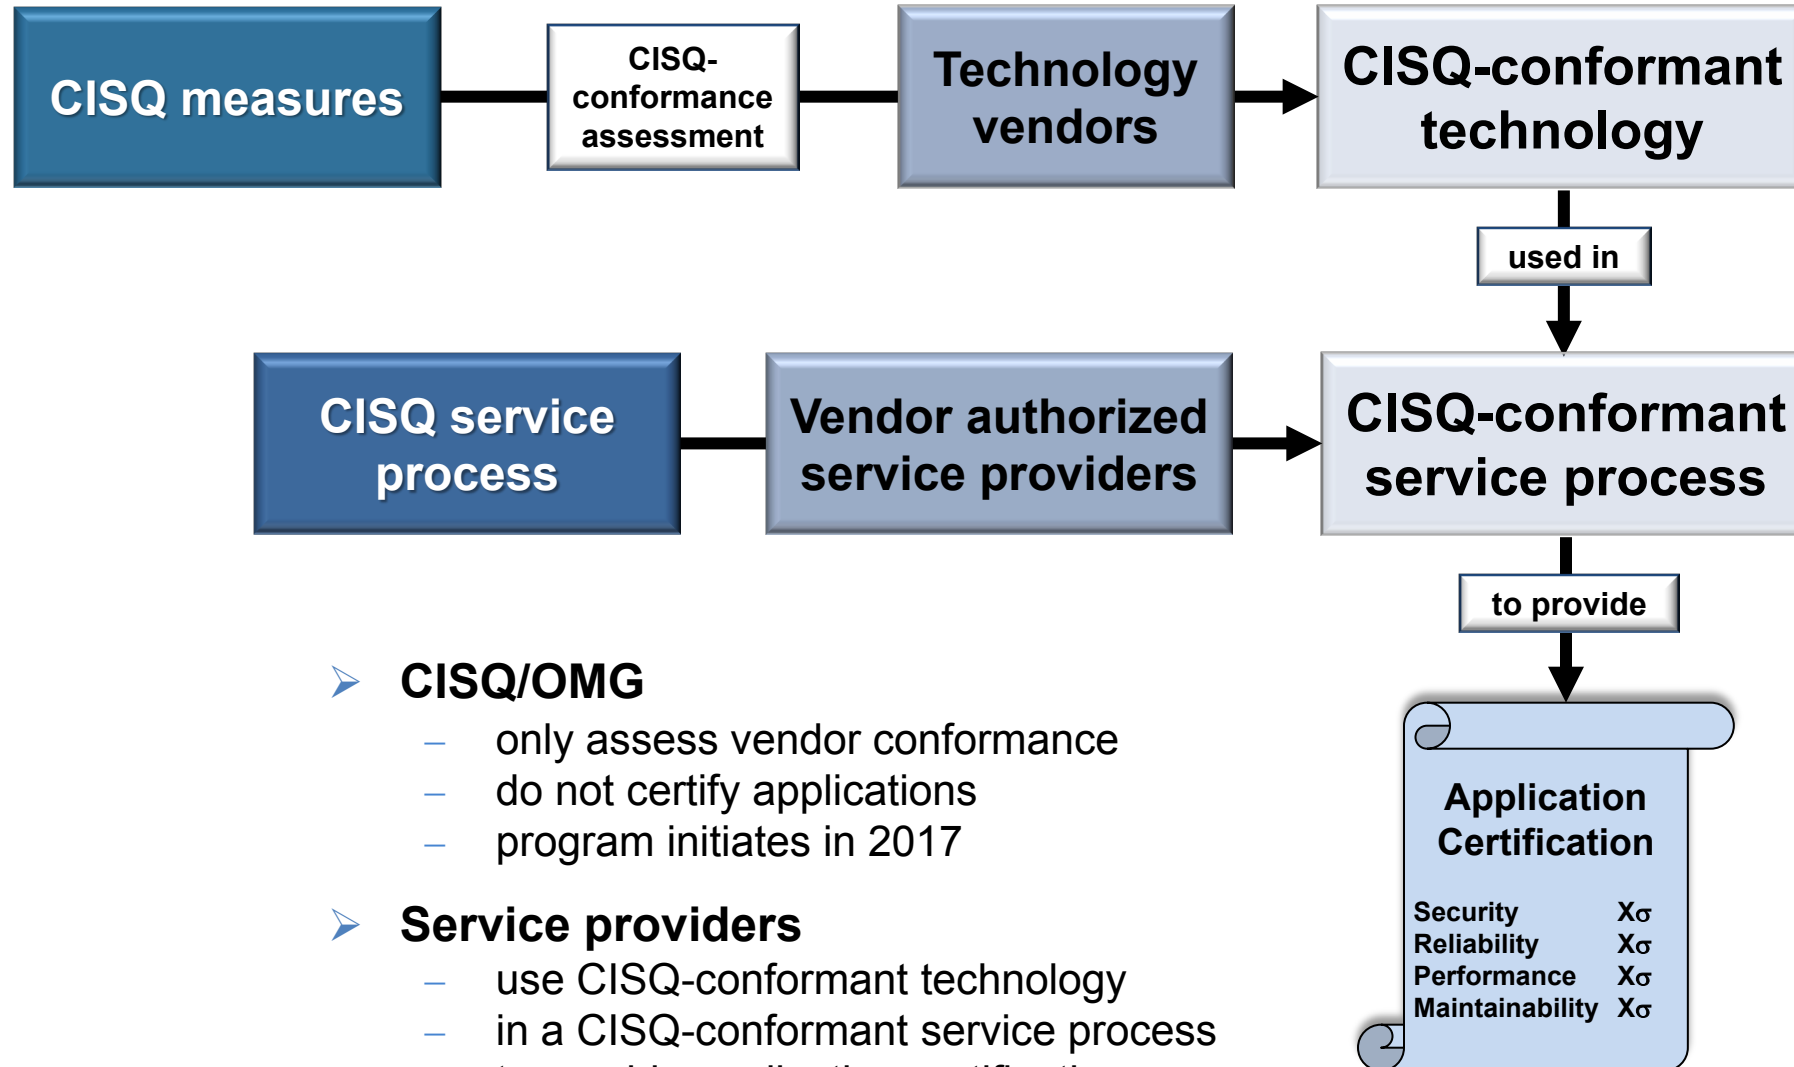 CISQ measures
CISQ-
conformance
assessment
Technology
vendors
CISQ-conformant
technology
used in
CISQ service
process
Vendor authorized
service providers
CISQ-conformant
service process
to provide
➢ CISQ/OMG
– only assess vendor conformance
– do not certify applications
– program initiates in 2017
➢ Service providers
– use CISQ-conformant technology
– in a CISQ-conformant service process
Application
Certification
Security Xσ
Reliability Xσ
Performance Xσ
Maintainability Xσ